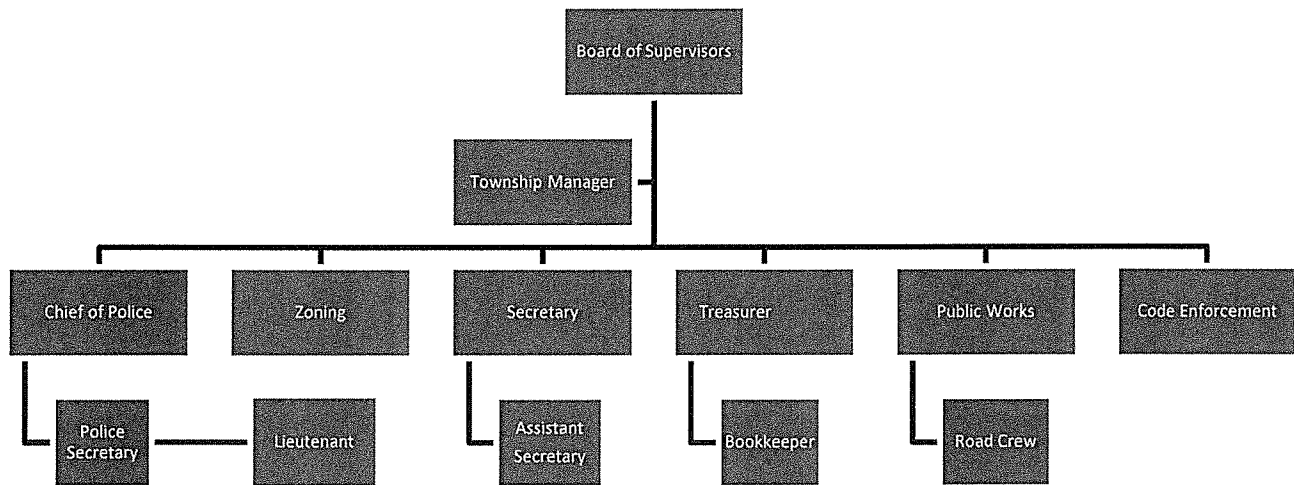 Board of Supervisors
Township Manager
Chief of Police
Zoning
Secretary
Treasurer
Public Works
Code Enforcement
Police
Secretary
Lieutenant
Assistant
Secretary
Bookkeeper
Road Crew